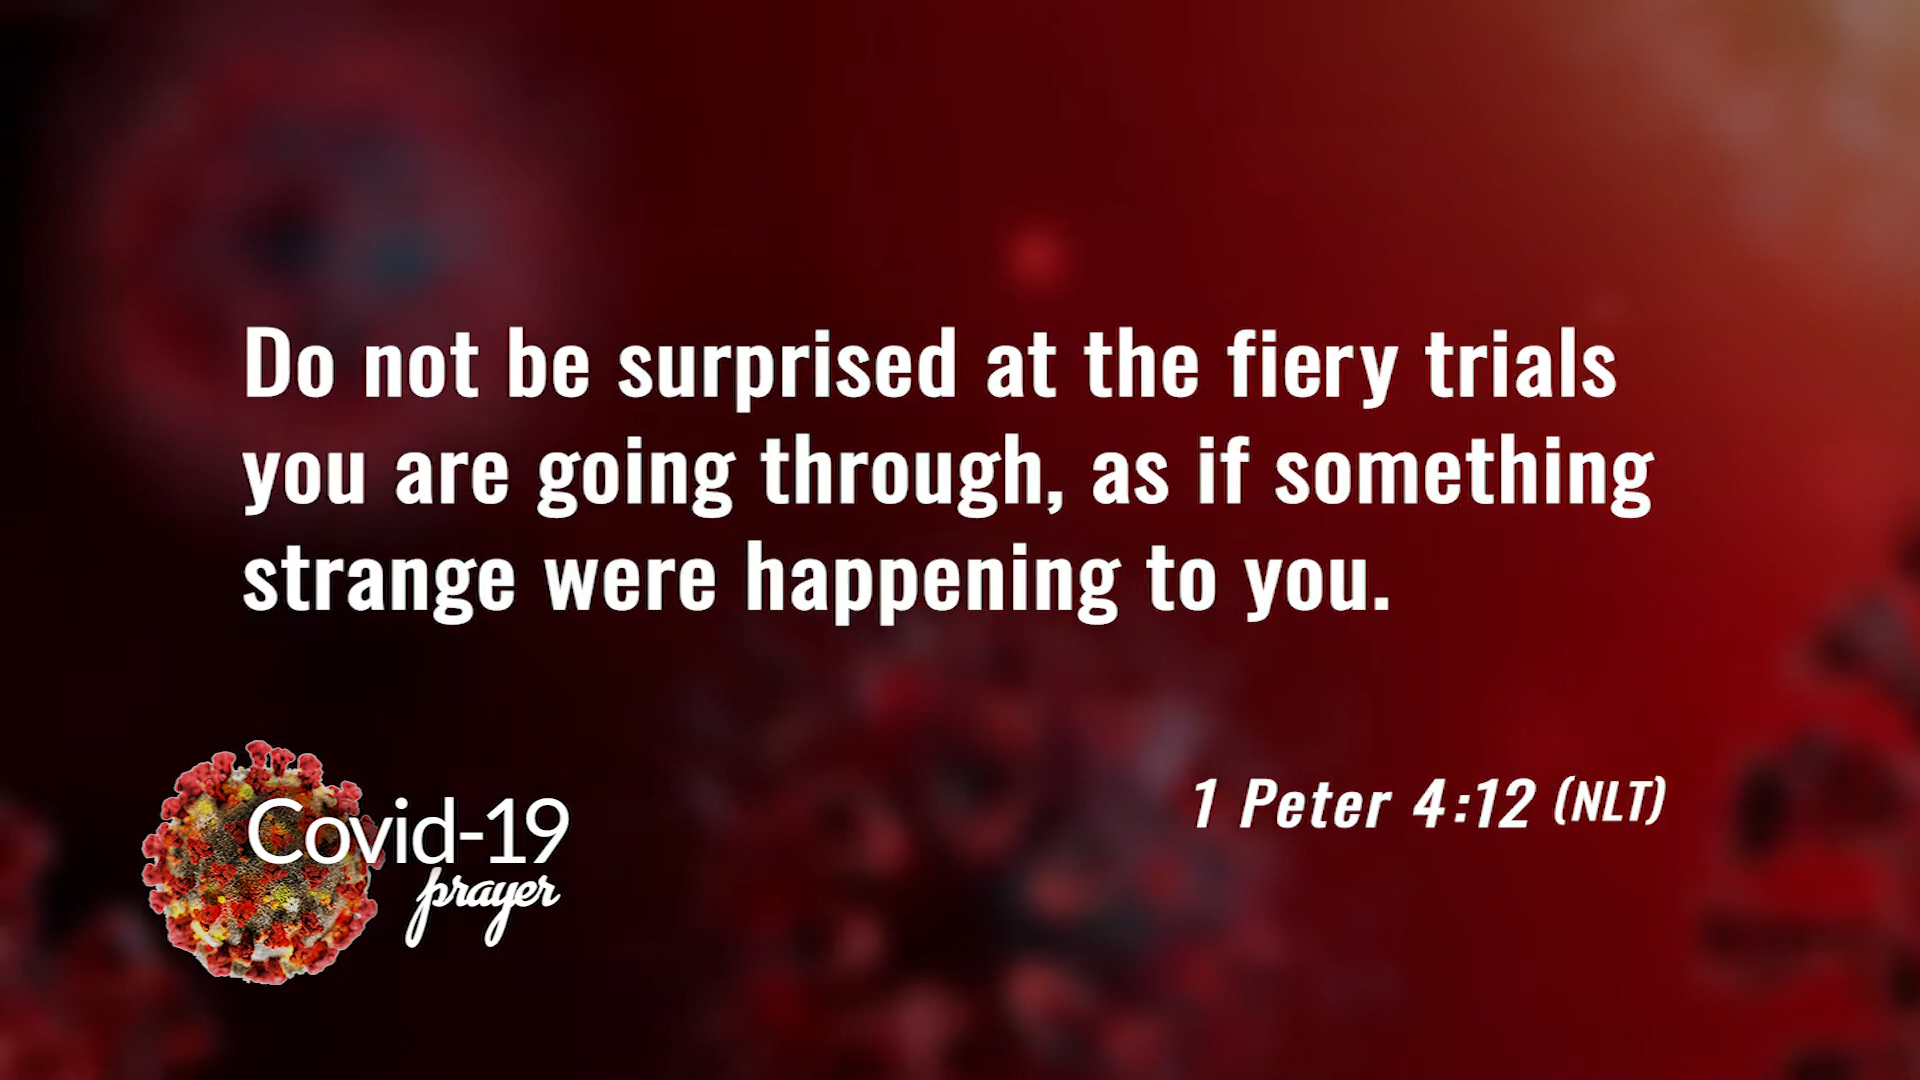 Do not be surprised at the fiery trials
you are going through, as if something
strange were happening to you.
1 Peter 4:12 (NLT)
Covid-19
prayer